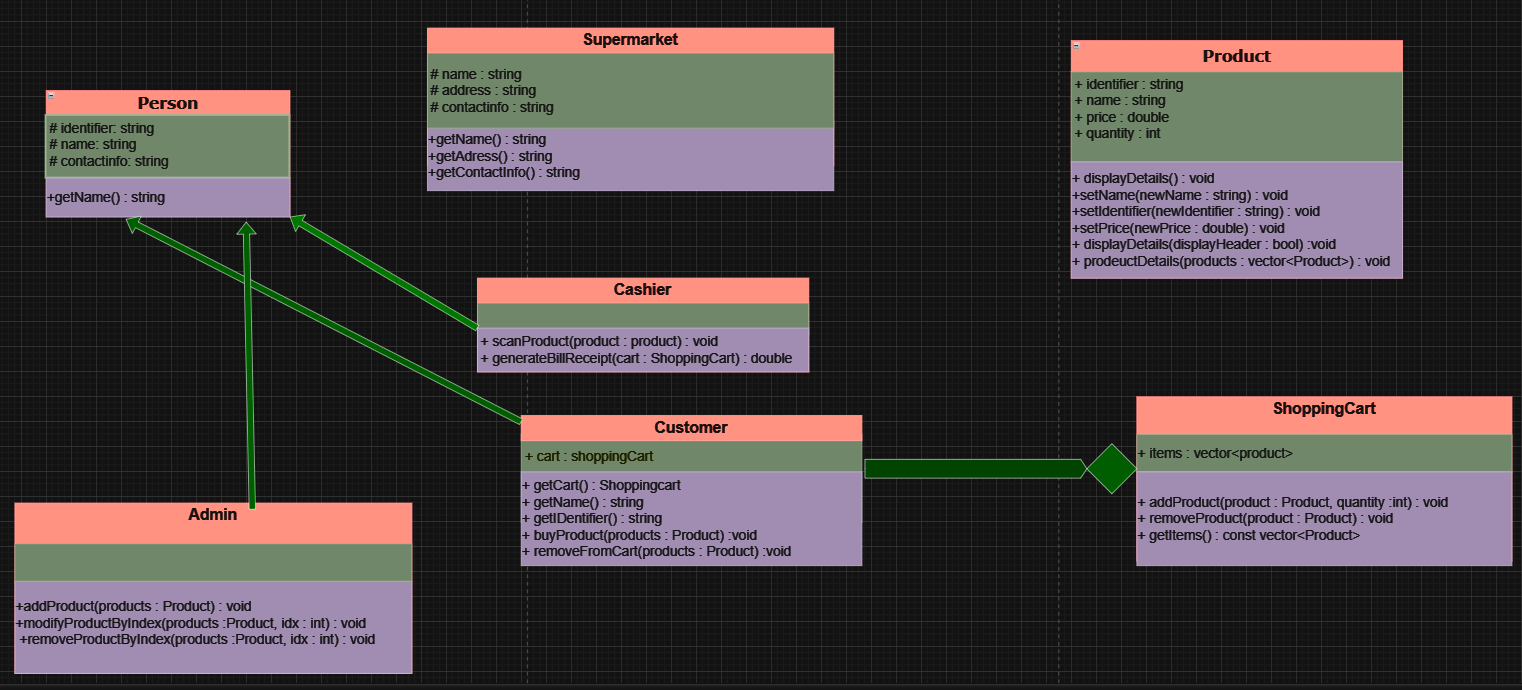 Supermarket
# name : string
# address : string
# contactinfo : string
+getName() : string
+getAdress() : string
+getContactInfo() : string
Product
+ identifier : string
+ name : string
+ price : double
+ quantity : int
+ displayDetails() : void
+setName(newName : string) : void
+setIdentifier(newIdentifier : string) : void
+setPrice(newPrice : double) : void
+ displayDetails(displayHeader : bool) :void
+ prodeuctDetails(products : vector<Product>) : void
Person
# identifier: string
# name: string
# contactinfo: string
+getName() : string
Cashier
+ scanProduct(product : product) : void
+ generateBillReceipt(cart : ShoppingCart) : double
Customer
+ cart : shoppingCart
+ getCart() : Shoppingcart
+ getName() : string
+ getIDentifier() : string
+ buyProduct(products : Product) :void
+ removeFromCart(products : Product) :void
ShoppingCart
+ items : vector<product>
+ addProduct(product : Product, quantity :int) : void
+ removeProduct(product : Product) : void
+ getItems() : const vector<Product>
Admin
+addProduct(products : Product) : void
+modifyProductByIndex(products :Product, idx : int) : void
+removeProductByIndex(products :Product, idx : int) : void